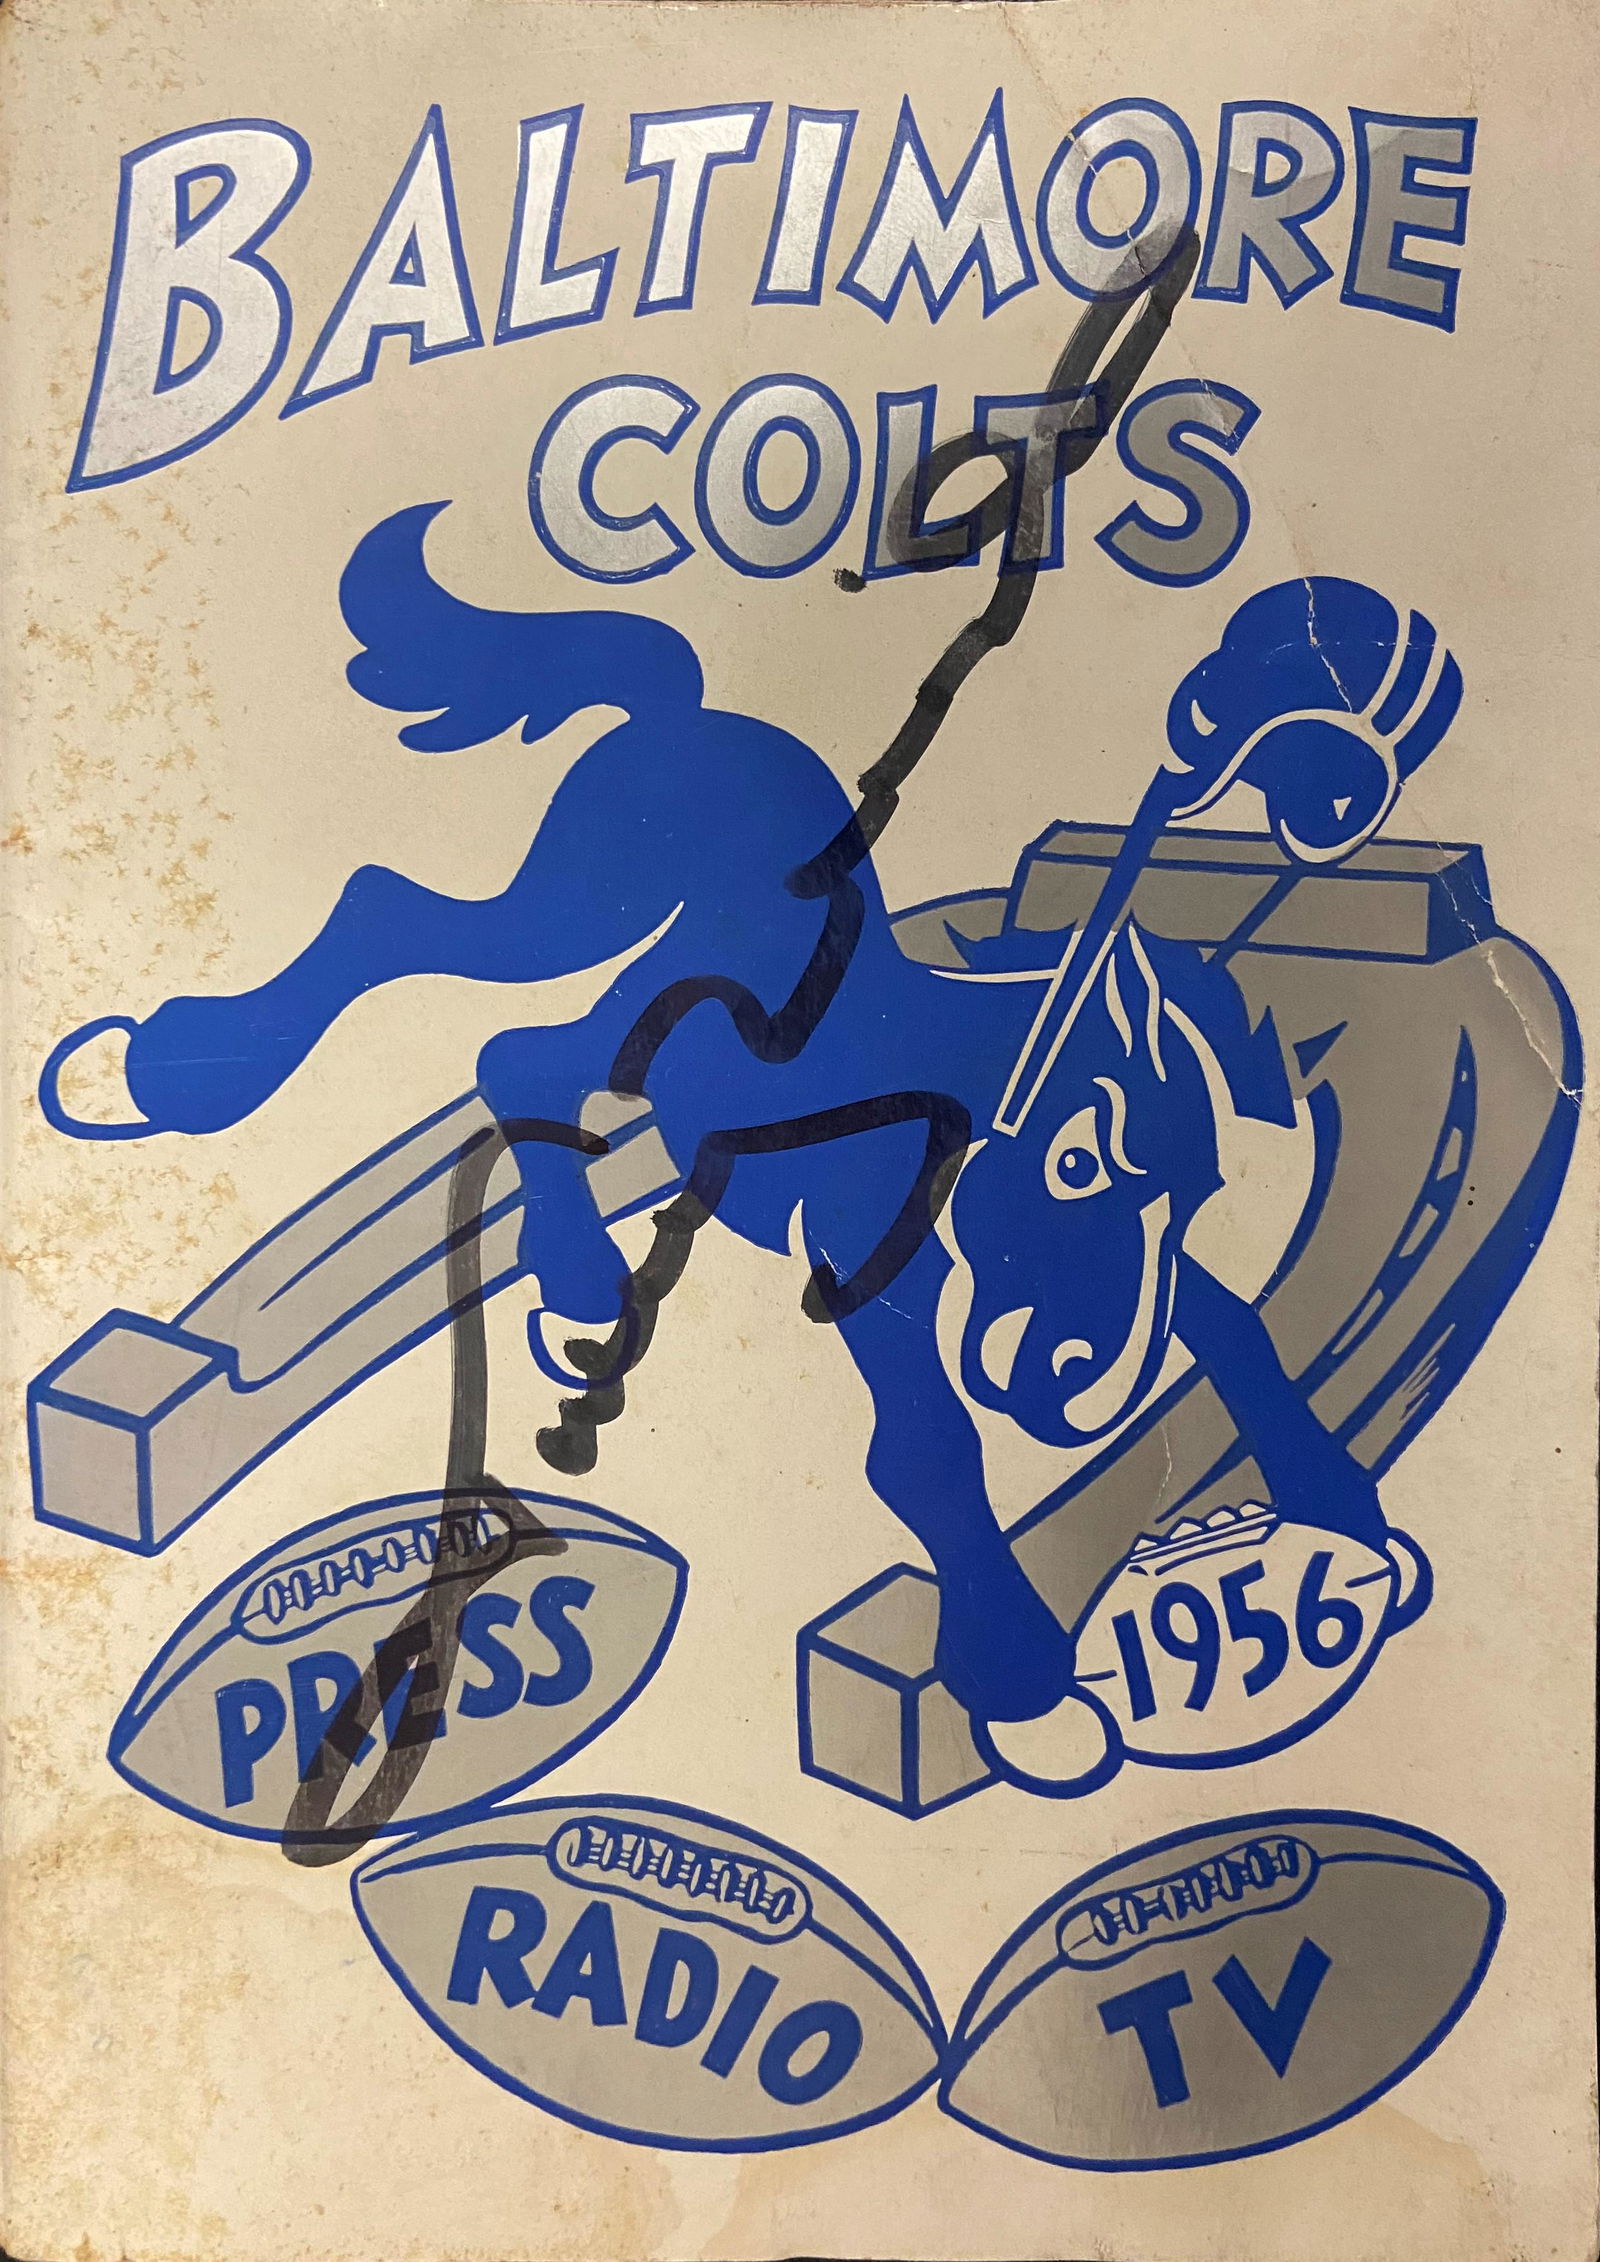 BALTIMORE
COLTS
1956
PRESS
RADIO
TV